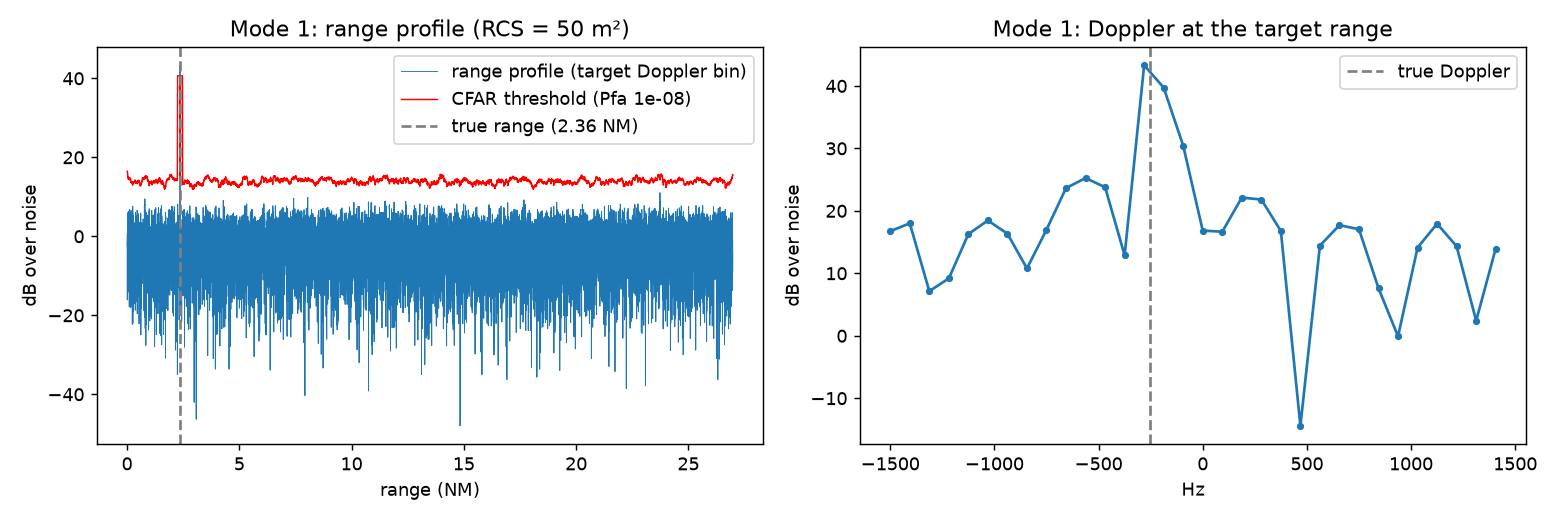 Mode 1: range profile (RCS = 50 m²)
40
20
0
−20
−40
dB over noise
range profile (target Doppler bin)
CFAR threshold (Pfa 1e-08)
true range (2.36 NM)
0 5 10 15 20 25
range (NM)
Mode 1: Doppler at the target range
40
30
20
10
0
−10
dB over noise
true Doppler
−1500 −1000 −500 0 500 1000 1500
Hz